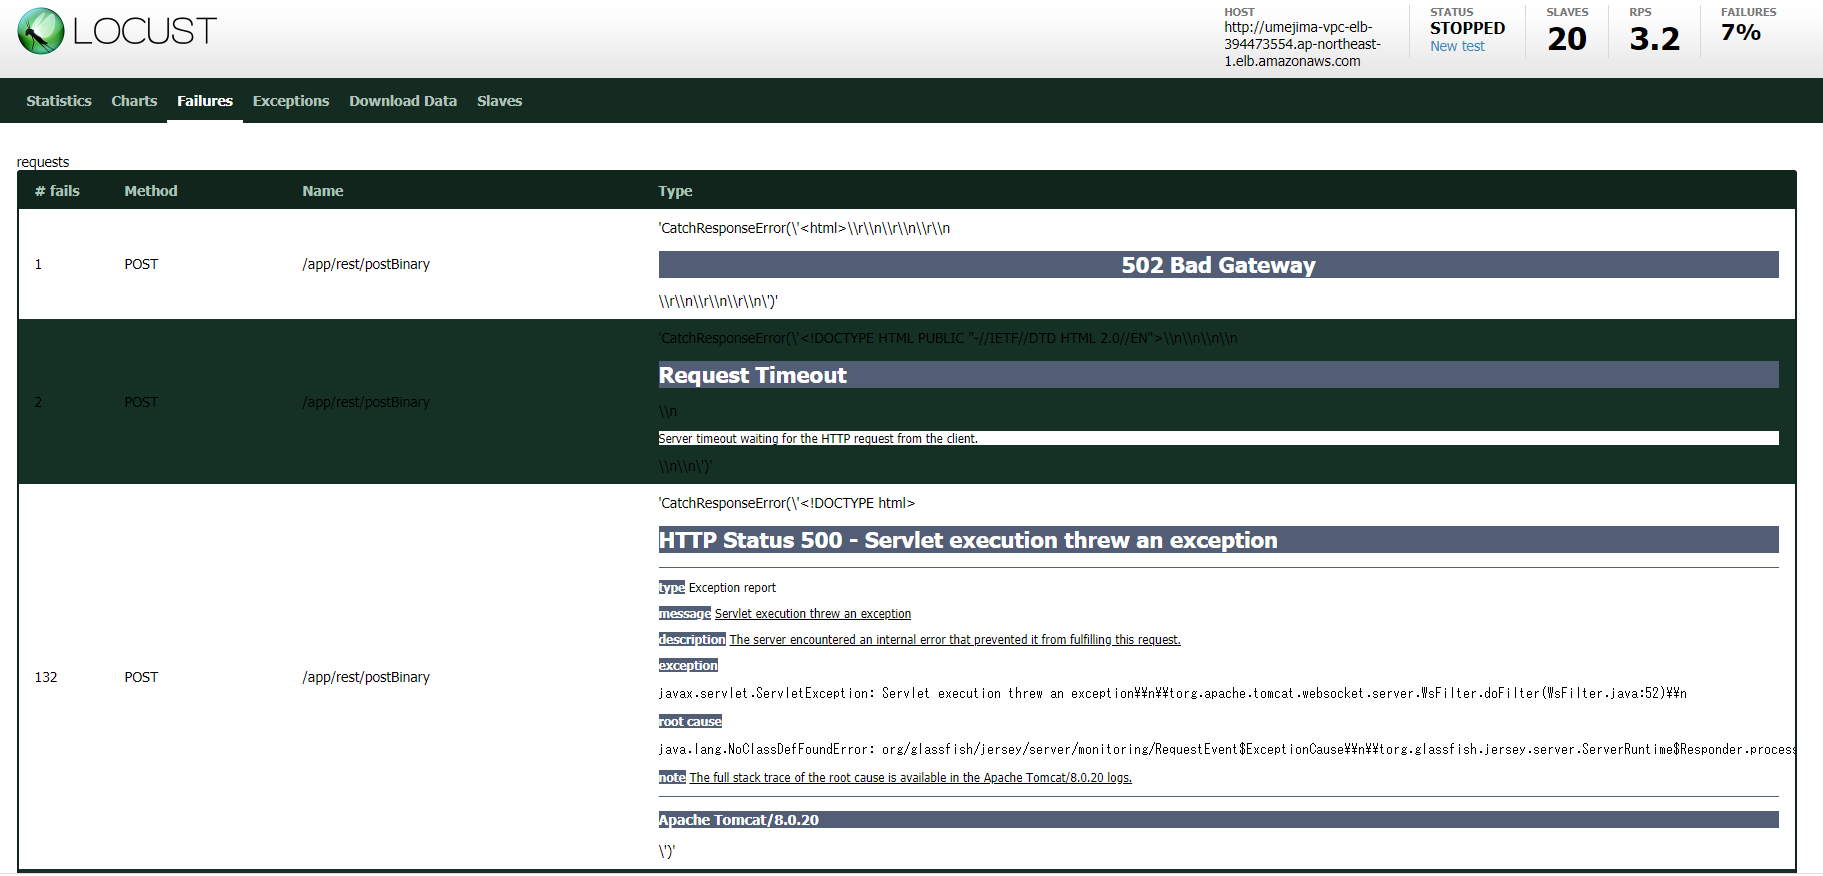 LOCUST
HOST
http://umejima-vpc-elb-
394473554.ap-northeast-
1.elb.amazonaws.com
STATUS
STOPPED
New test
SLAVES
20
RPS
3.2
FAILURES
7%
Statistics Charts Failures Exceptions Download Data Slaves
requests
# fails Method Name Type
'CatchResponseError(\'<html>\\r\\n\\r\\n\\r\\n
1 POST /app/rest/postBinary 502 Bad Gateway
\\r\\n\\r\\n\\r\\n\')'
'CatchResponseError(\'<!DOCTYPE HTML PUBLIC "-//IETF//DTD HTML 2.0//EN">\\n\\n\\n\\n
Request Timeout
2 POST /app/rest/postBinary \\n
Server timeout waiting for the HTTP request from the client.
\\n\\n\')'
'CatchResponseError(\'<!DOCTYPE html>
HTTP Status 500 - Servlet execution threw an exception
type Exception report
message Servlet execution threw an exception
description The server encountered an internal error that prevented it from fulfilling this request.
exception
132 POST /app/rest/postBinary
javax.servlet.ServletException: Servlet execution threw an exception¥¥n¥¥torg.apache.tomcat.websocket.server.WsFilter.doFilter(WsFilter.java:52)¥¥n
root cause
java.lang.NoClassDefFoundError: org/glassfish/jersey/server/monitoring/RequestEvent$ExceptionCause¥¥n¥¥torg.glassfish.jersey.server.ServerRuntime$Responder.process
note The full stack trace of the root cause is available in the Apache Tomcat/8.0.20 logs.
Apache Tomcat/8.0.20
\')'